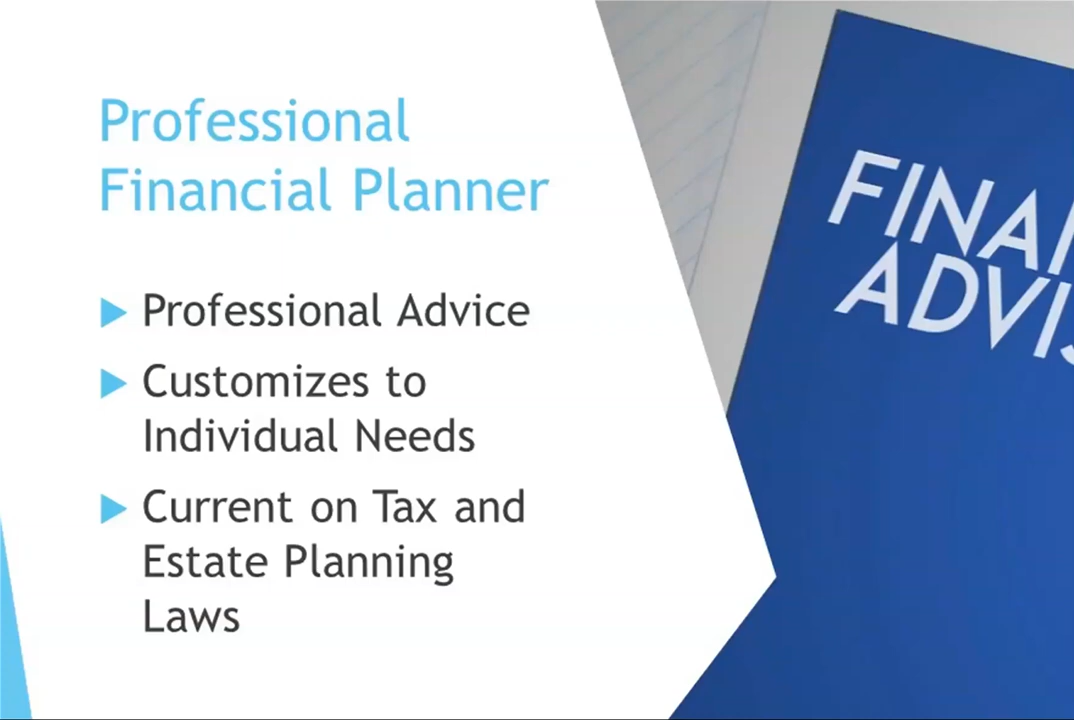 Professional
Financial Planner
Professional Advice
Customizes to
Individual Needs
Current on Tax and
Estate Planning
Laws